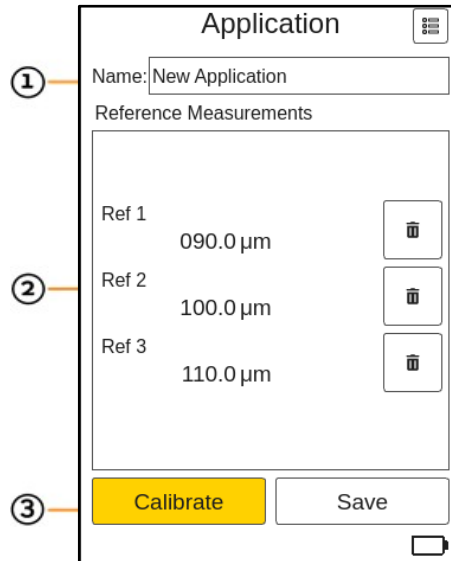 Application
① Name: New Application
Reference Measurements
Ref 1
090.0 µm
② Ref 2
100.0 µm
Ref 3
110.0 µm
③ Calibrate Save